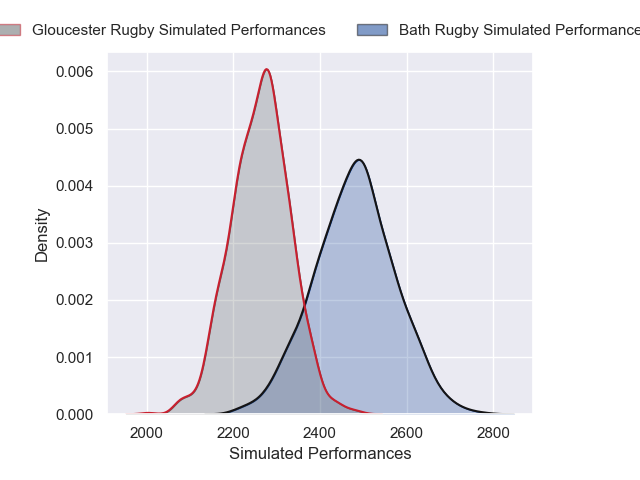 Gloucester Rugby Simulated Performances
Bath Rugby Simulated Performance
0.006
0.005
0.004
0.003
0.002
0.001
0.000
Density
2000 2200 2400 2600 2800
Simulated Performances